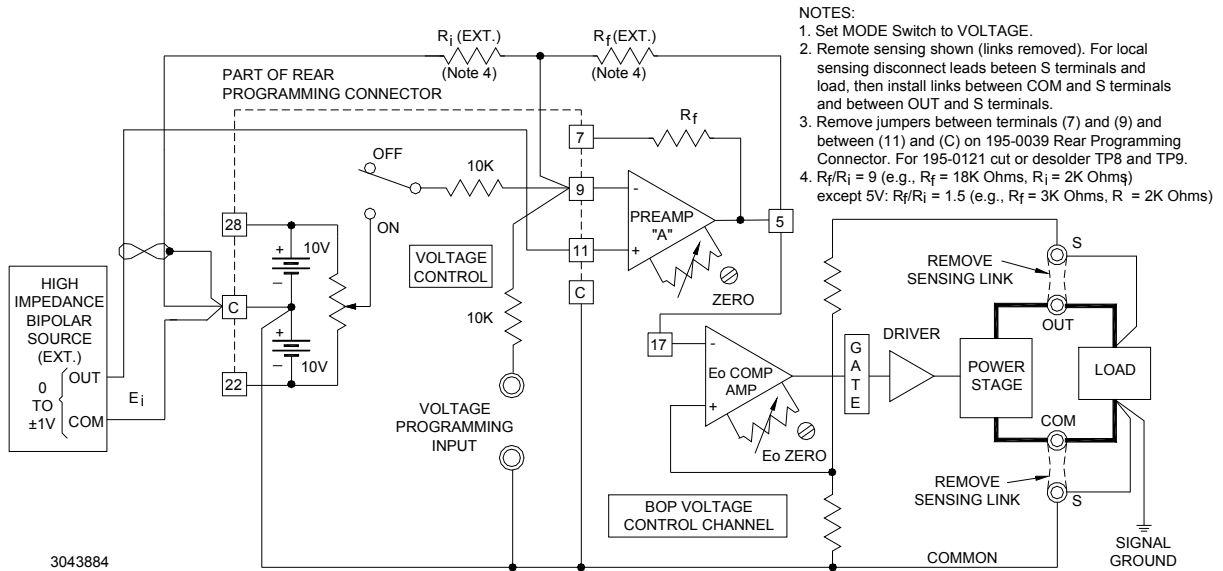 NOTES:
1. Set MODE Switch to VOLTAGE.
2. Remote sensing shown (links removed). For local
sensing disconnect leads beteen S terminals and
load, then install links between COM and S terminals
and between OUT and S terminals.
3. Remove jumpers between terminals (7) and (9) and
between (11) and (C) on 195-0039 Rear Programming
Connector. For 195-0121 cut or desolder TP8 and TP9.
4. Rf/Ri = 9 (e.g., Rf = 18K Ohms, Ri = 2K Ohms)
except 5V: Rf/Ri = 1.5 (e.g., Rf = 3K Ohms, R = 2K Ohms)
Ri (EXT.)
(Note 4)
Rf (EXT.)
(Note 4)
PART OF REAR
PROGRAMMING CONNECTOR
7
Rf
OFF
10K
9
-
PREAMP
"A"
+
5
28
ON
11
+
10V
–
VOLTAGE
CONTROL
C
ZERO
HIGH
IMPEDANCE
BIPOLAR
SOURCE
(EXT.)
OUT
0
TO
±1V
COM
Ei
C
+
–
10V
22
10K
VOLTAGE
PROGRAMMING
INPUT
17
-
Eo COMP
AMP
+
Eo ZERO
GATE
DRIVER
POWER
STAGE
S
REMOVE
SENSING LINK
OUT
LOAD
COM
REMOVE
SENSING LINK
S
BOP VOLTAGE
CONTROL CHANNEL
COMMON
SIGNAL
GROUND
3043884